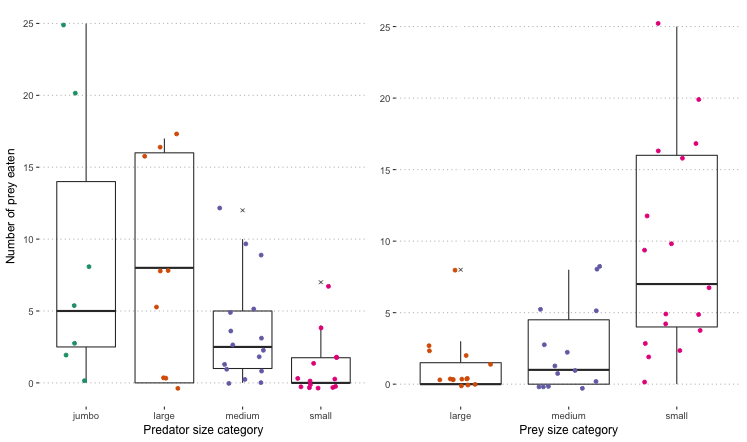 Number of prey eaten
25
20
15
10
5
0
jumbo large medium small
Predator size category
25
20
15
10
5
0
large medium small
Prey size category